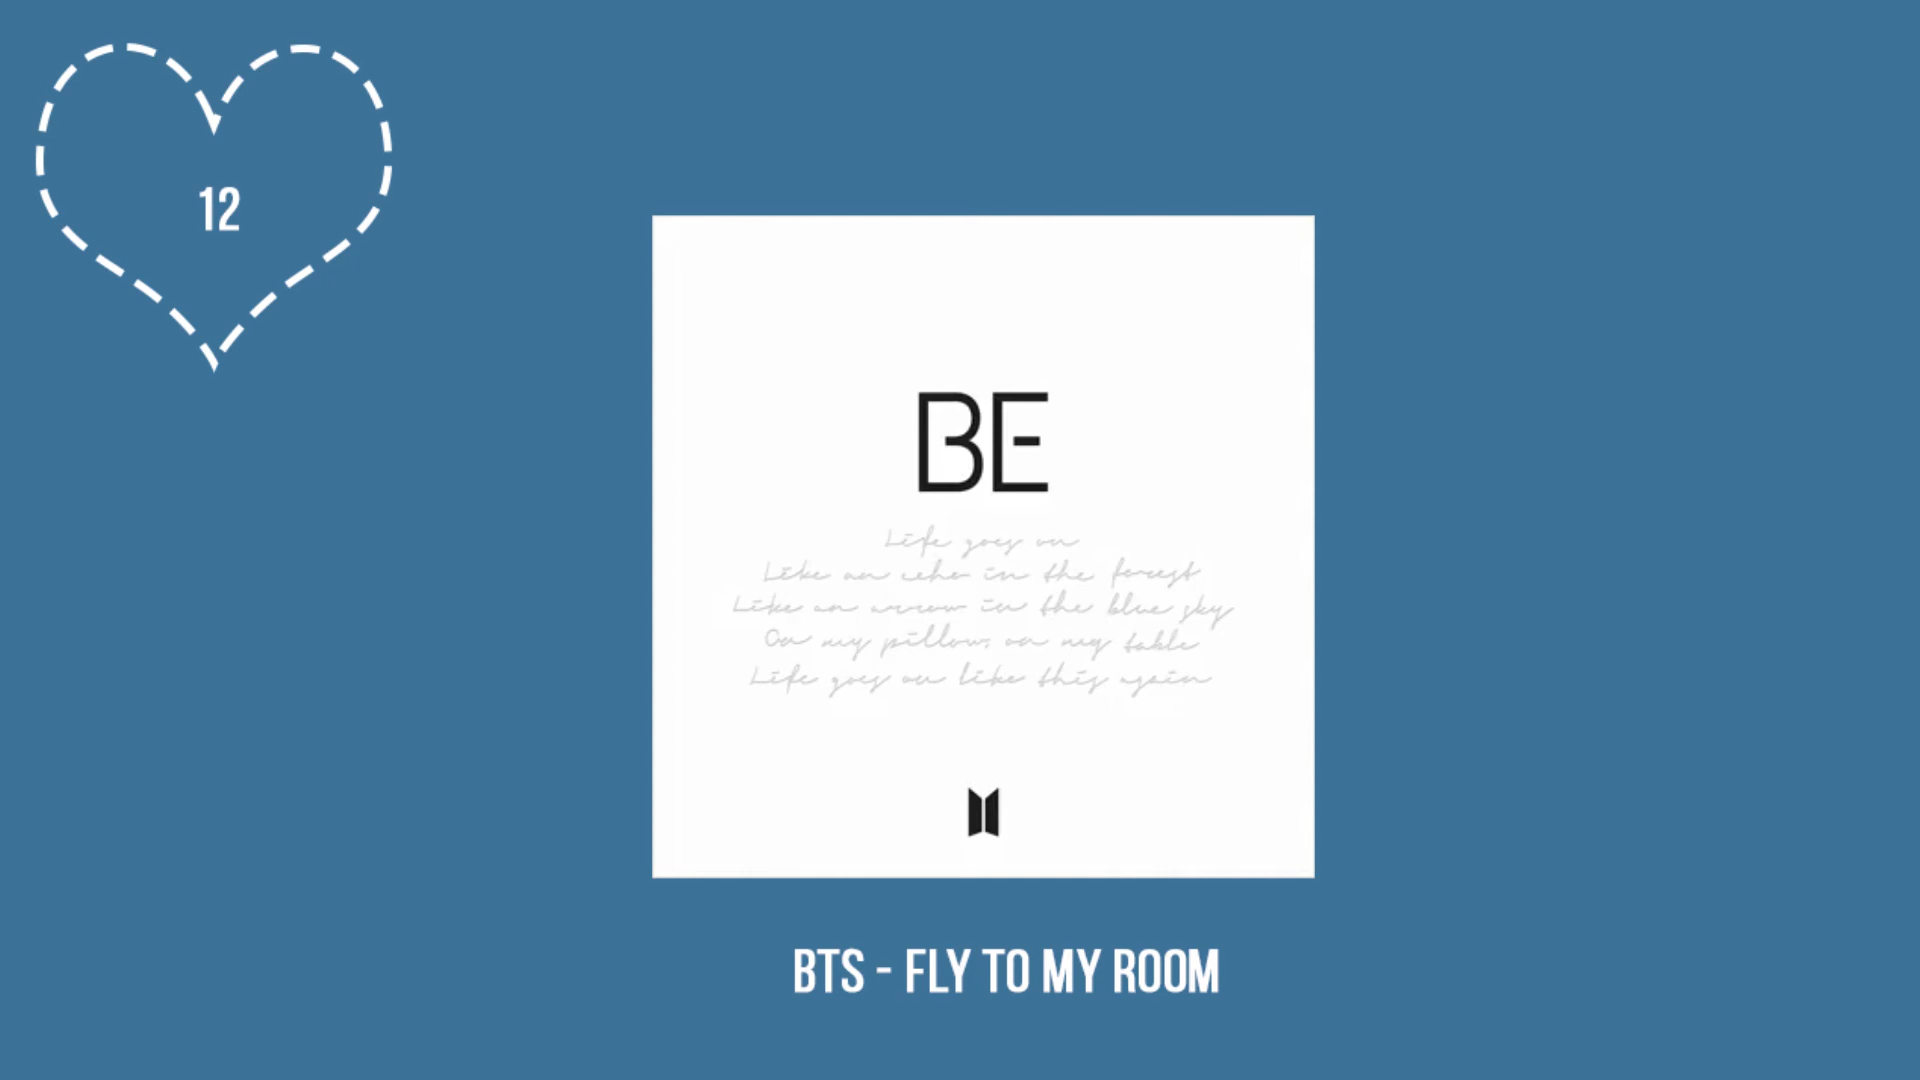 12
BE
Life goes on
Like an echo in the forest
Like an arrow in the blue sky
On my pillow, on my table
Life goes on like this again
BTS - FLY TO MY ROOM